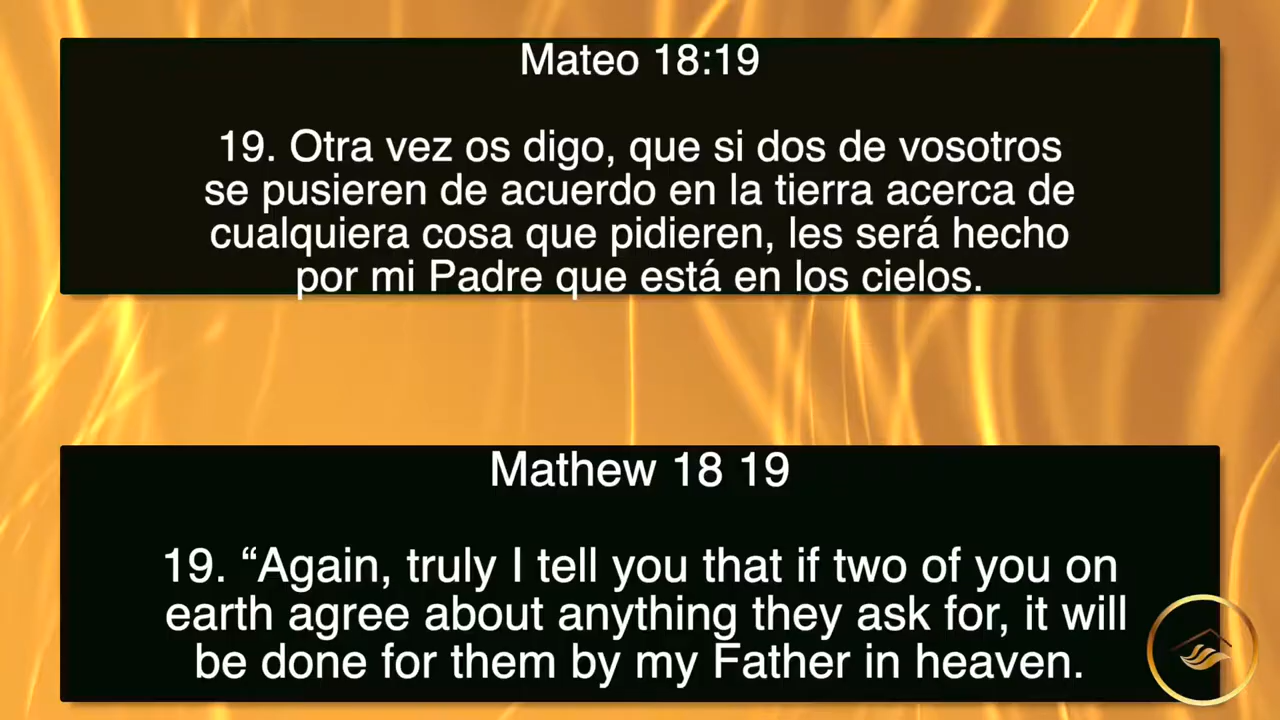 Mateo 18:19
19. Otra vez os digo, que si dos de vosotros
se pusieren de acuerdo en la tierra acerca de
cualquiera cosa que pidieren, les será hecho
por mi Padre que está en los cielos.
Mathew 18 19
19. “Again, truly I tell you that if two of you on
earth agree about anything they ask for, it will
be done for them by my Father in heaven.